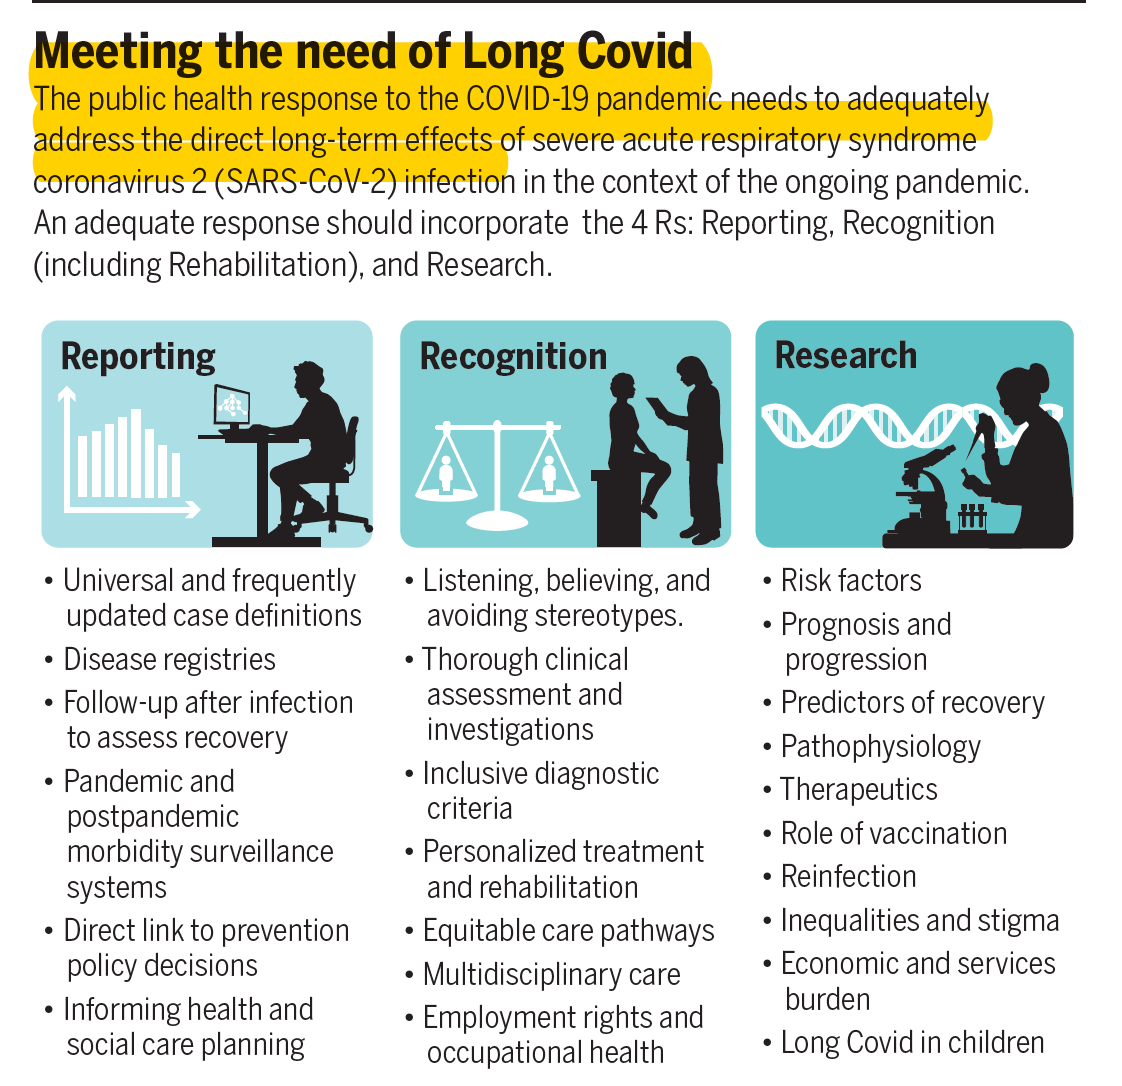 Meeting the need of Long Covid
The public health response to the COVID-19 pandemic needs to adequately
address the direct long-term effects of severe acute respiratory syndrome
coronavirus 2 (SARS-CoV-2) infection in the context of the ongoing pandemic.
An adequate response should incorporate  the 4 Rs: Reporting, Recognition
(including Rehabilitation), and Research.
Reporting
• Universal and frequently
updated case definitions
• Disease registries
• Follow-up after infection
to assess recovery
• Pandemic and
postpandemic
morbidity surveillance
systems
• Direct link to prevention
policy decisions
• Informing health and
social care planning
Recognition
• Listening, believing, and
avoiding stereotypes.
• Thorough clinical
assessment and
investigations
• Inclusive diagnostic
criteria
• Personalized treatment
and rehabilitation
• Equitable care pathways
• Multidisciplinary care
• Employment rights and
occupational health
Research
• Risk factors
• Prognosis and
progression
• Predictors of recovery
• Pathophysiology
• Therapeutics
• Role of vaccination
• Reinfection
• Inequalities and stigma
• Economic and services
burden
• Long Covid in children